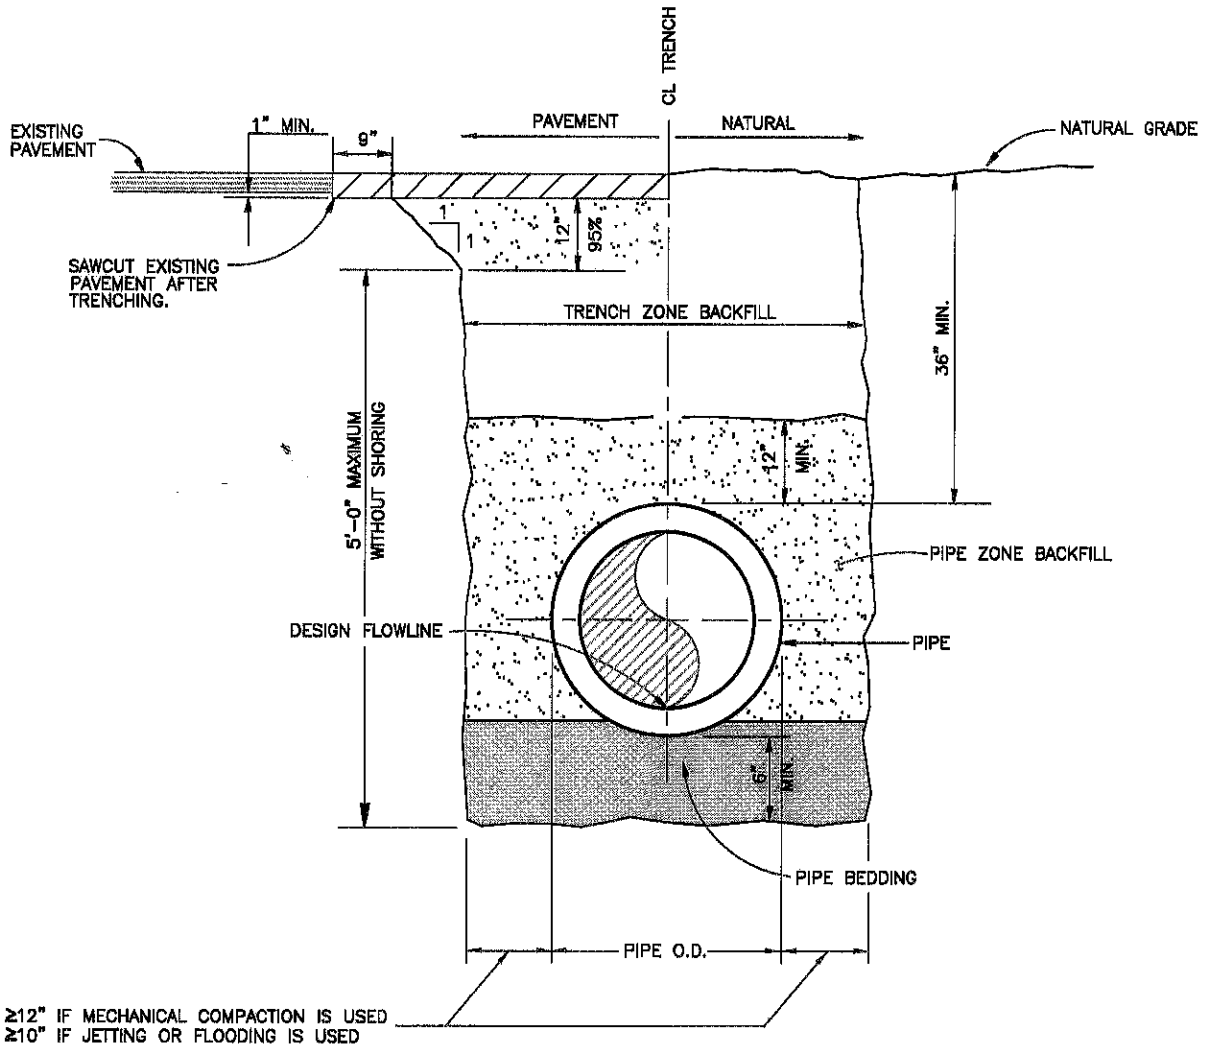 CL TRENCH
PAVEMENT
NATURAL
1" MIN.
9"
EXISTING
PAVEMENT
NATURAL GRADE
1
1
12"
95%
SAWCUT EXISTING
PAVEMENT AFTER
TRENCHING.
TRENCH ZONE BACKFILL
36" MIN.
5'-0" MAXIMUM
WITHOUT SHORING
12"
MIN.
PIPE ZONE BACKFILL
DESIGN FLOWLINE
PIPE
6"
MIN.
PIPE BEDDING
PIPE O.D.
≥12" IF MECHANICAL COMPACTION IS USED
≥10" IF JETTING OR FLOODING IS USED